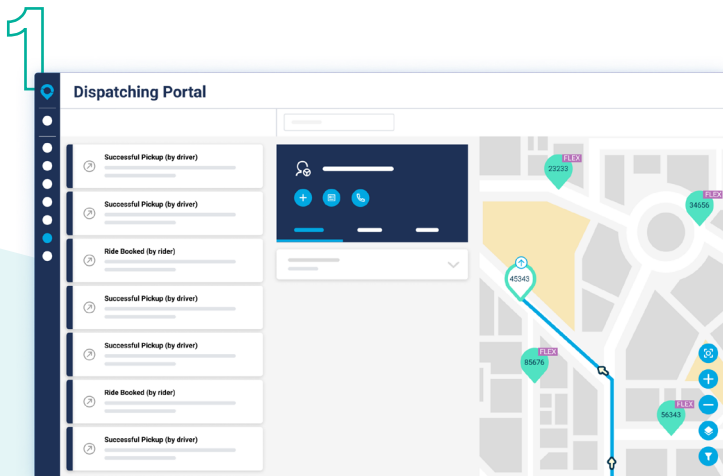 1
Dispatching Portal
Successful Pickup (by driver)
Successful Pickup (by driver)
Ride Booked (by rider)
Successful Pickup (by driver)
Successful Pickup (by driver)
Ride Booked (by rider)
Successful Pickup (by driver)
FLEX
23233
FLEX
34656
45343
FLEX
85676
FLEX
56343